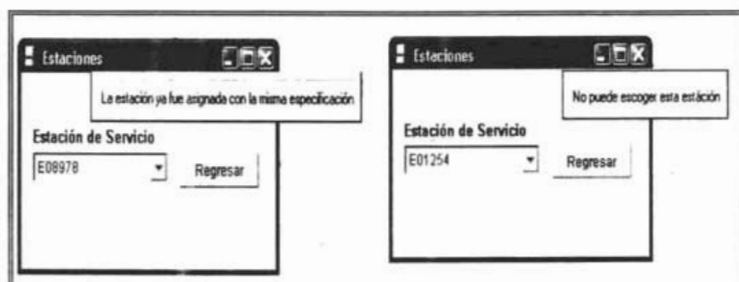 Estaciones
La estación ya fue asignada con la misma especificación
Estación de Servicio
E08978
Regresar
Estaciones
No puede escoger esta estáción
Estación de Servicio
E01254
Regresar